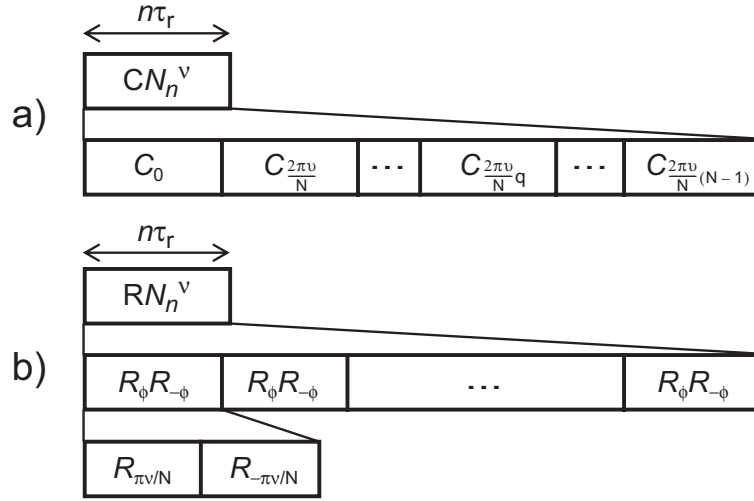 nτr
CNnν
a)
C0 C2πυ/N ... C2πυ/N q ... C2πυ/N (N – 1)
nτr
RNnν
b)
RϕR–ϕ RϕR–ϕ ... RϕR–ϕ
Rπν/N R–πν/N